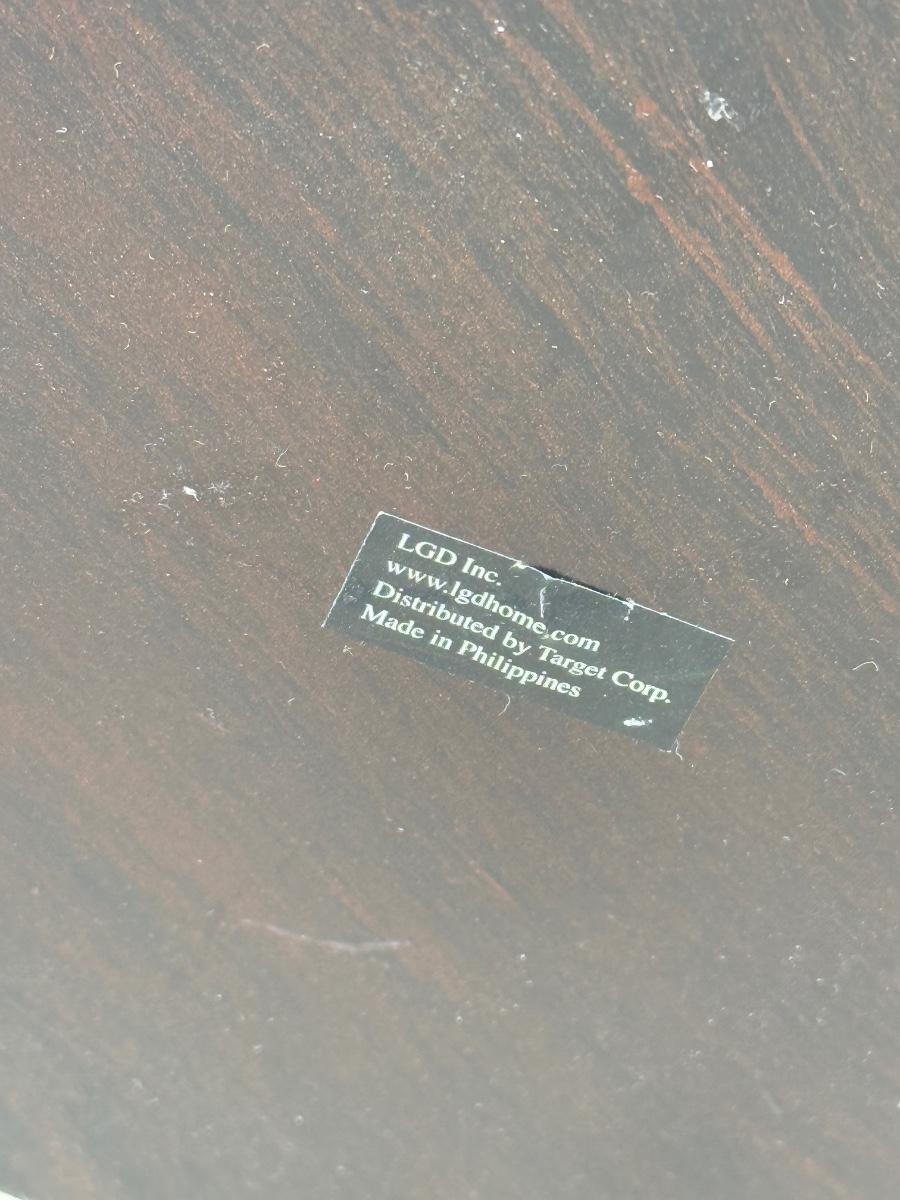 LGD Inc.
www.lgdhome.com
Distributed by Target Corp.
Made in Philippines